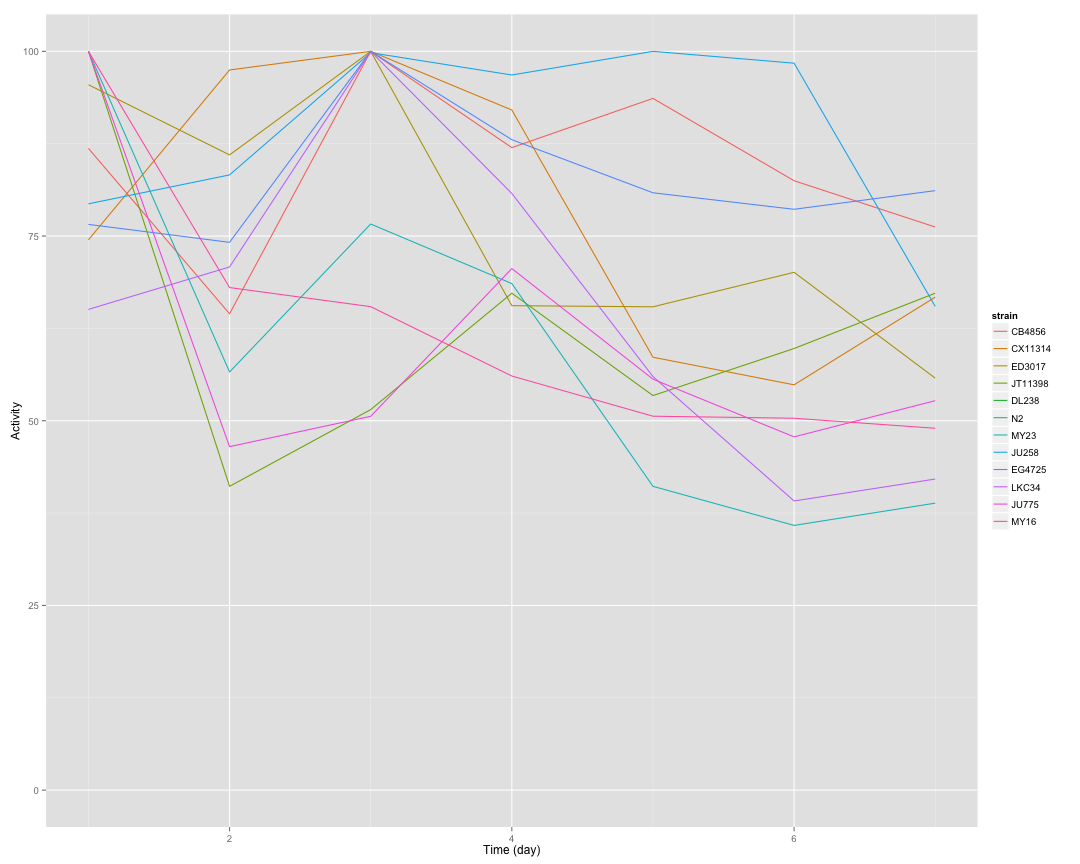 100
75
50
25
0
Activity
2
4
6
Time (day)
strain
CB4856
CX11314
ED3017
JT11398
DL238
N2
MY23
JU258
EG4725
LKC34
JU775
MY16